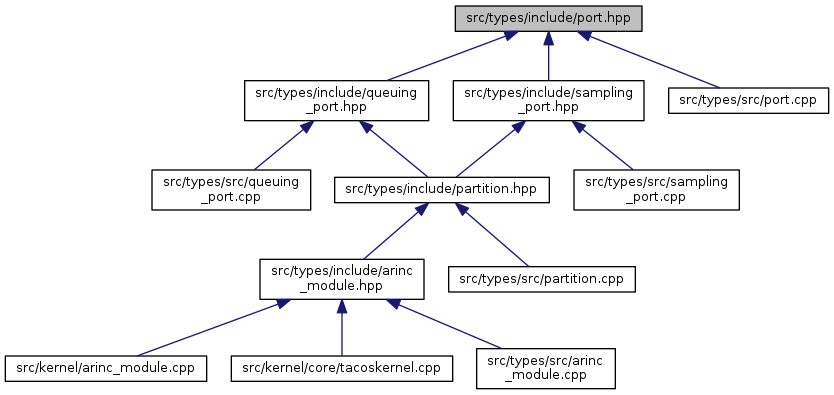 src/types/include/port.hpp
src/types/include/queuing
_port.hpp
src/types/include/sampling
_port.hpp
src/types/src/port.cpp
src/types/src/queuing
_port.cpp
src/types/include/partition.hpp
src/types/src/sampling
_port.cpp
src/types/include/arinc
_module.hpp
src/types/src/partition.cpp
src/kernel/arinc_module.cpp
src/kernel/core/tacoskernel.cpp
src/types/src/arinc
_module.cpp